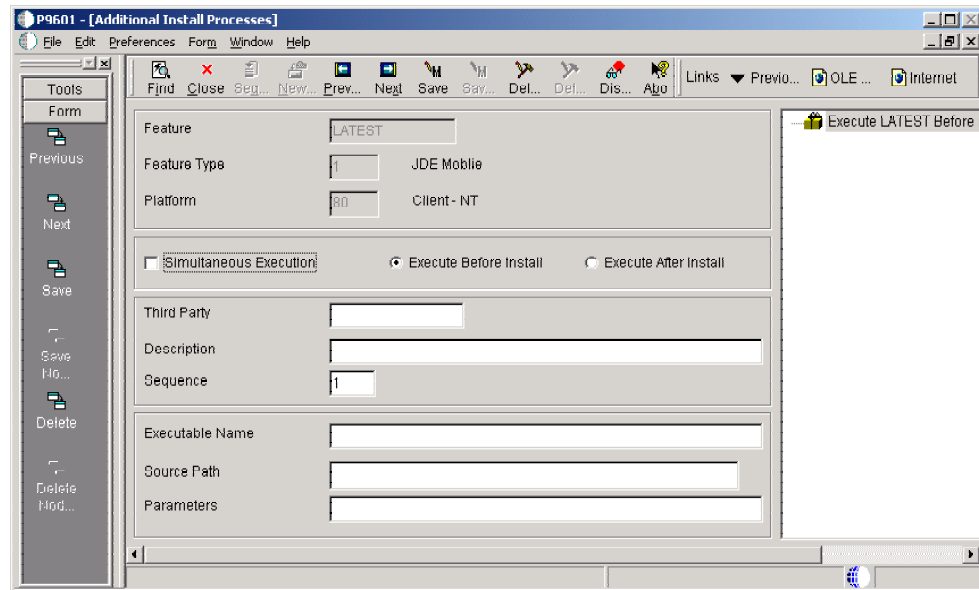 P9601 - [Additional Install Processes]
File Edit Preferences Form Window Help
Find Close Seq... New... Prev... Next Save Sav... Del... Del... Dis... Abo Links Previo... OLE ... Internet
Tools
Form
Previous
Next
Save
Save
No...
Delete
Delete
Nod...
Feature LATEST
Feature Type 1 JDE Moblie
Platform 80 Client - NT
Simultaneous Execution Execute Before Install Execute After Install
Third Party
Description
Sequence 1
Executable Name
Source Path
Parameters
Execute LATEST Before